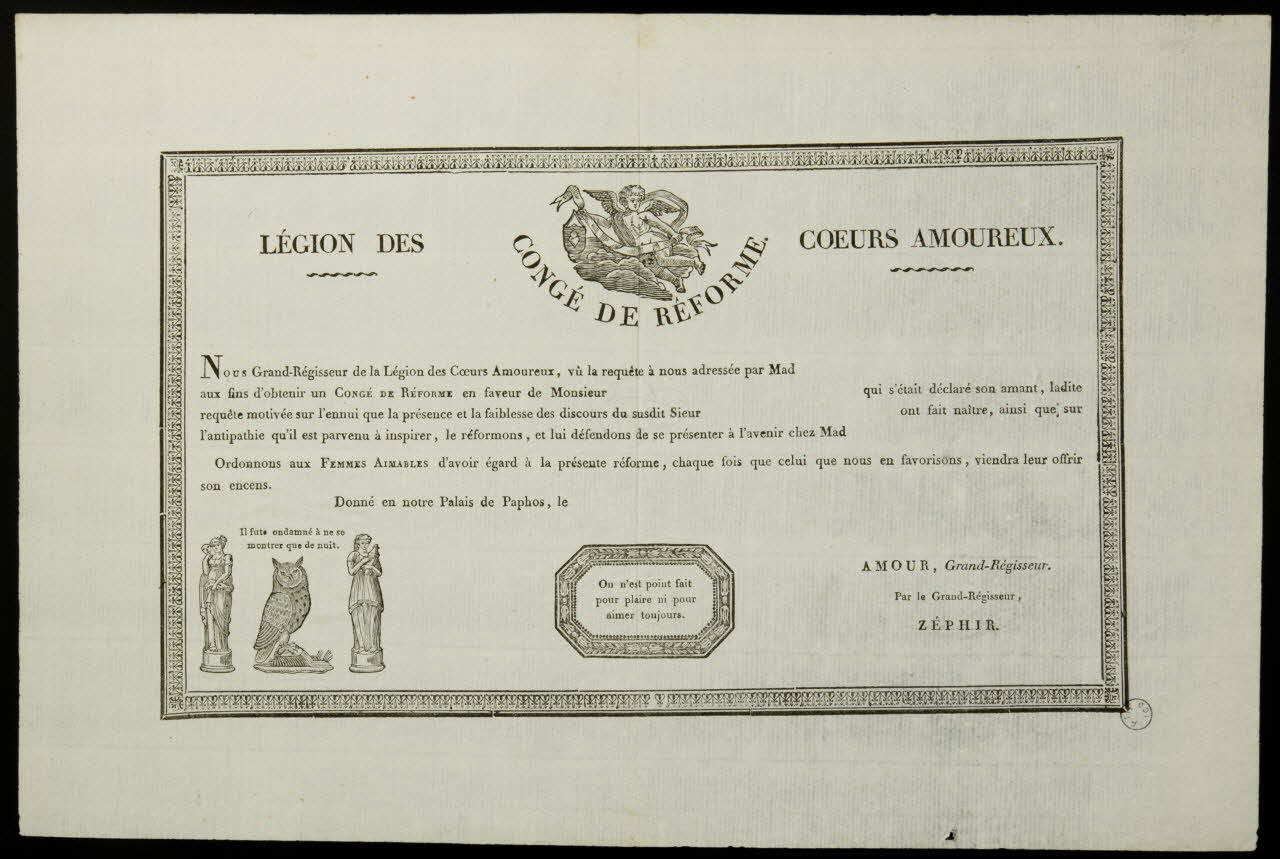 LÉGION DES
CONGÉ DE RÉFORME.
COEURS AMOUREUX.
Nous Grand-Régisseur de la Légion des Cœurs Amoureux, vû la requête à nous adressée par Mad
aux fins d'obtenir un CONGÉ DE RÉFORME en faveur de Monsieur qui s'était déclaré son amant, ladite
requête motivée sur l'ennui que la présence et la faiblesse des discours du susdit Sieur ont fait naître, ainsi que sur
l'antipathie qu'il est parvenu à inspirer, le réformons, et lui défendons de se présenter à l'avenir chez Mad
Ordonnons aux FEMMES AIMABLES d'avoir égard à la présente réforme, chaque fois que celui que nous en favorisons, viendra leur offrir
son encens.
Donné en notre Palais de Paphos, le
Il fute ondamné à ne se
montrer que de nuit.
On n'est point fait
pour plaire ni pour
aimer toujours.
AMOUR, Grand-Régisseur.
Par le Grand-Régisseur,
ZÉPHIR.